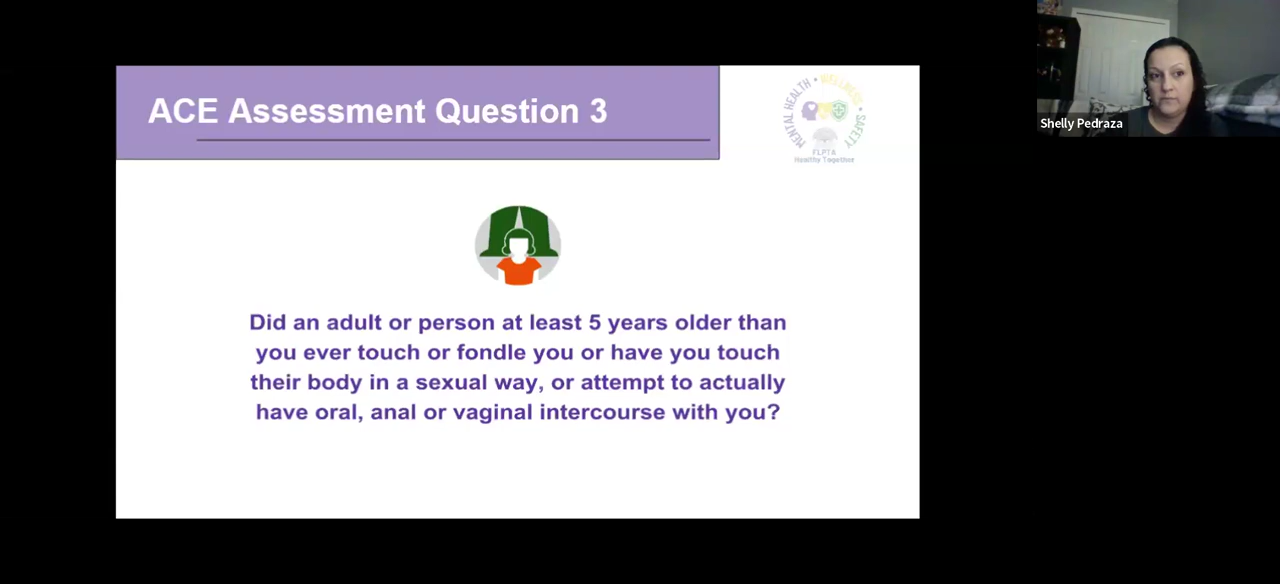 ACE Assessment Question 3
MENTAL HEALTH • WELLNESS • SAFETY
FLPTA
Healthy Together
Shelly Pedraza
Did an adult or person at least 5 years older than
you ever touch or fondle you or have you touch
their body in a sexual way, or attempt to actually
have oral, anal or vaginal intercourse with you?